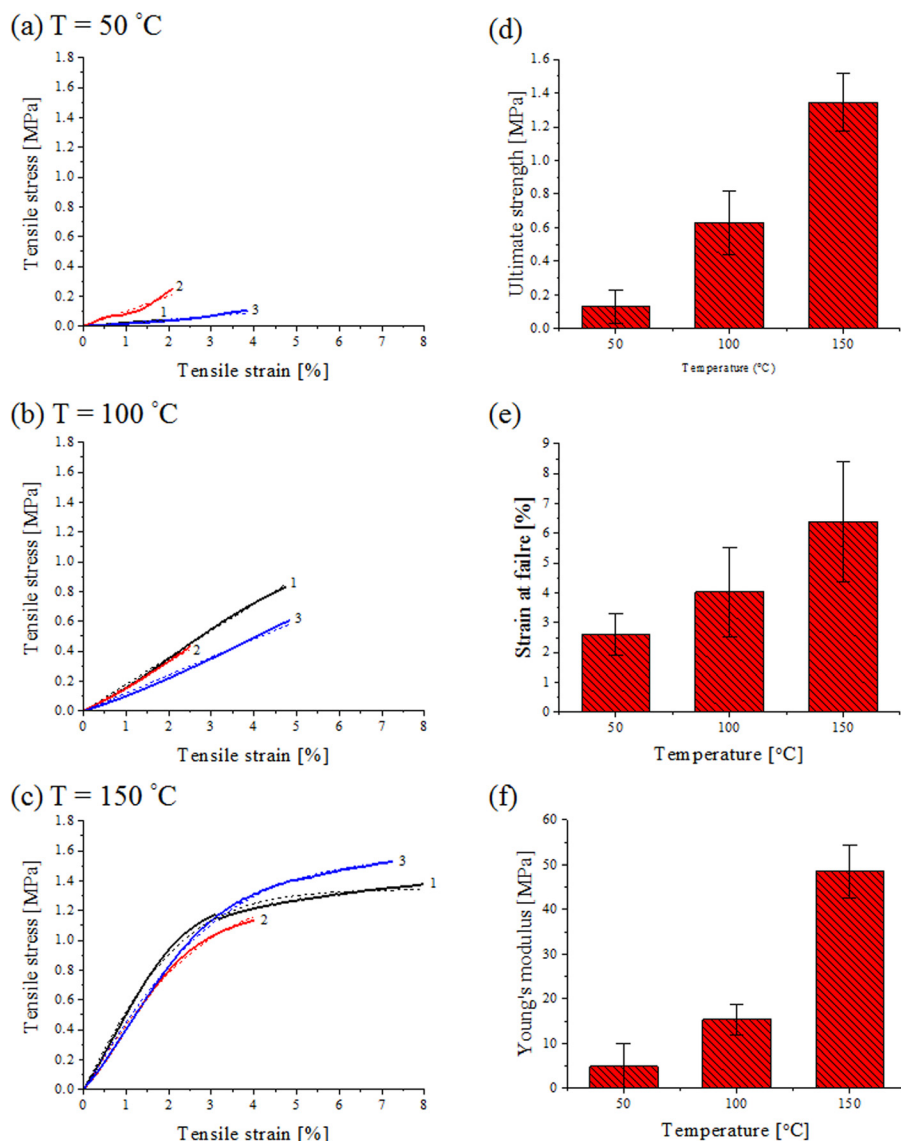 (a) T = 50 °C
1.8
1.6
1.4
1.2
1.0
0.8
0.6
0.4
0.2
0.0
Tensile stress [MPa]
2
1
3
0 1 2 3 4 5 6 7 8
Tensile strain [%]
(d)
1.8
1.6
1.4
1.2
1.0
0.8
0.6
0.4
0.2
0.0
Ultimate strength [MPa]
50 100 150
Temperature (°C)
(b) T = 100 °C
1.8
1.6
1.4
1.2
1.0
0.8
0.6
0.4
0.2
0.0
Tensile stress [MPa]
1
2
3
0 1 2 3 4 5 6 7 8
Tensile strain [%]
(e)
9
8
7
6
5
4
3
2
1
0
Strain at failre [%]
50 100 150
Temperature [°C]
(c) T = 150 °C
1.8
1.6
1.4
1.2
1.0
0.8
0.6
0.4
0.2
0.0
Tensile stress [MPa]
3
1
2
0 1 2 3 4 5 6 7 8
Tensile strain [%]
(f)
60
50
40
30
20
10
0
Young's modulus [MPa]
50 100 150
Temperature [°C]